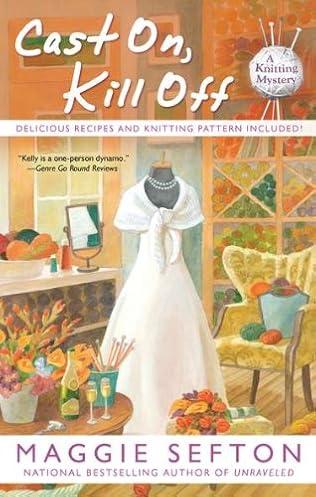 Cast On,
Kill Off
A
Knitting
Mystery
DELICIOUS RECIPES AND KNITTING PATTERN INCLUDED!
"Kelly is a one-person dynamo."
—Genre Go Round Reviews
MAGGIE SEFTON
NATIONAL BESTSELLING AUTHOR OF UNRAVELED